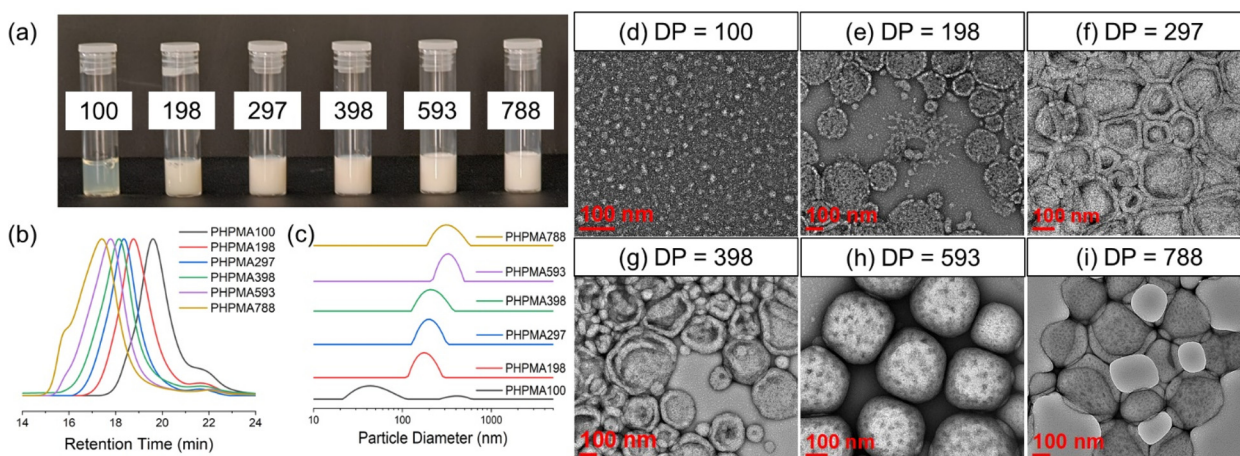 (a)
100 198 297 398 593 788
(b)
PHPMA100
PHPMA198
PHPMA297
PHPMA398
PHPMA593
PHPMA788
14 16 18 20 22 24
Retention Time (min)
(c)
PHPMA788
PHPMA593
PHPMA398
PHPMA297
PHPMA198
PHPMA100
10 100 1000
Particle Diameter (nm)
(d) DP = 100
100 nm
(e) DP = 198
100 nm
(f) DP = 297
100 nm
(g) DP = 398
100 nm
(h) DP = 593
100 nm
(i) DP = 788
100 nm